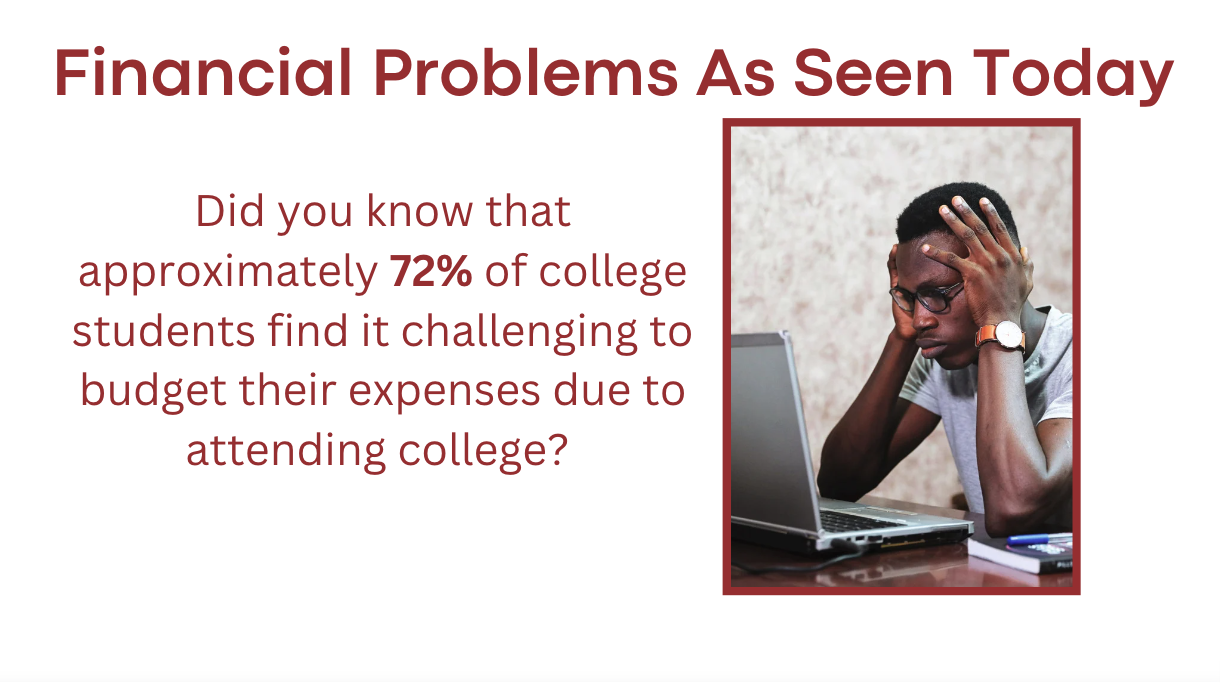 Financial Problems As Seen Today
Did you know that
approximately 72% of college
students find it challenging to
budget their expenses due to
attending college?